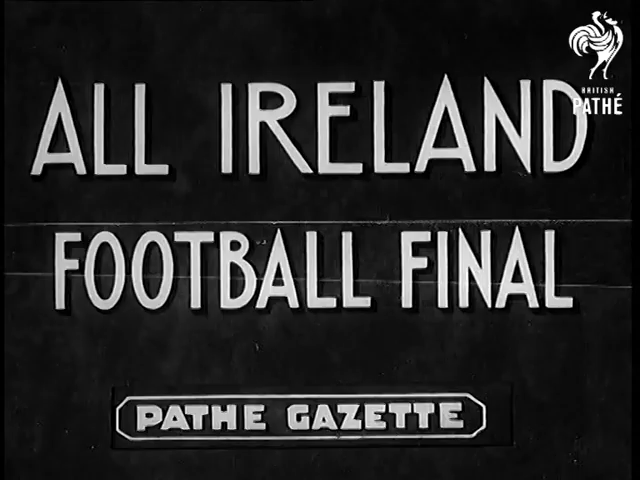 BRITISH
PATHÉ
ALL IRELAND
FOOTBALL FINAL
PATHE GAZETTE